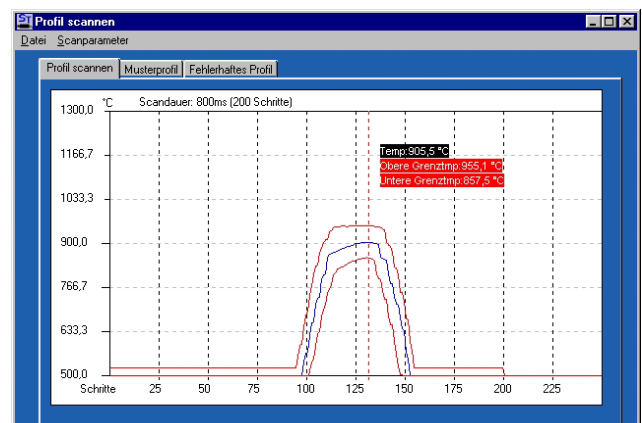 Profil scannen
Datei Scanparameter
Profil scannen Musterprofil Fehlerhaftes Profil
°C Scandauer: 800ms (200 Schritte)
1300,0
1166,7
Temp:905,5 °C
Obere Grenztmp:955,1 °C
Untere Grenztmp:857,5 °C
1033,3
900,0
766,7
633,3
500,0
Schritte 25 50 75 100 125 150 175 200 225